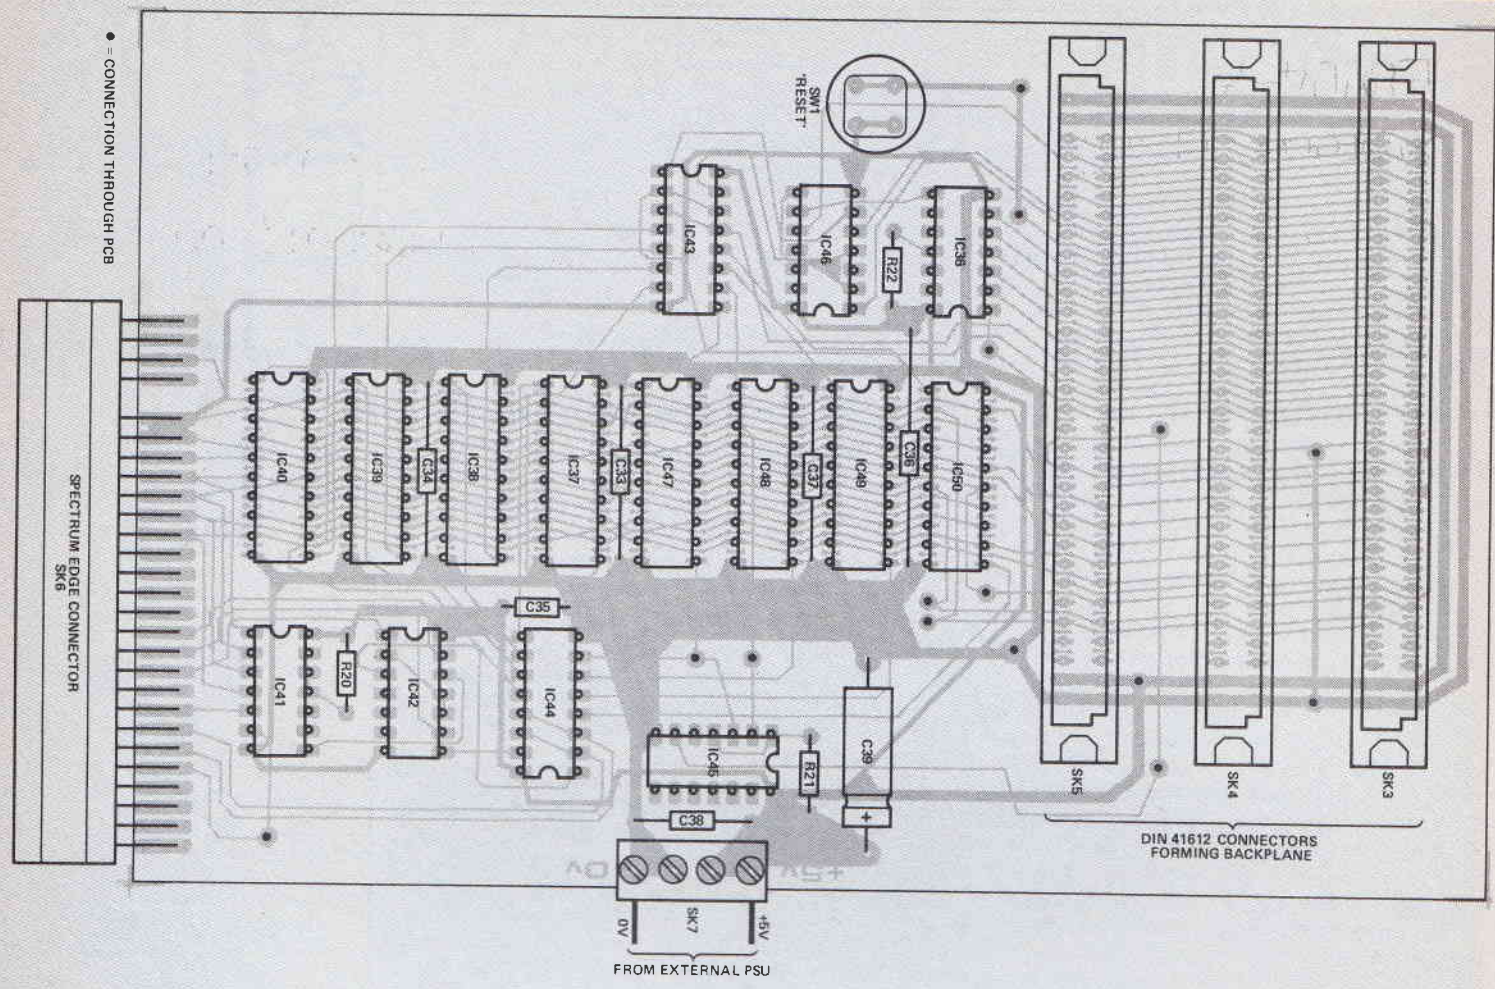 ● = CONNECTION THROUGH PCB
SW1
'RESET'
IC43
IC46
R22
IC36
IC40
IC39
C34
IC38
IC37
C33
IC47
IC48
C37
IC49
C36
IC50
SPECTRUM EDGE CONNECTOR
SK6
C35
IC41
R20
IC42
IC44
IC45
R21
C39
+
C38
SK5
SK4
SK3
DIN 41612 CONNECTORS
FORMING BACKPLANE
0V
+5V
0V
SK7
+5V
FROM EXTERNAL PSU